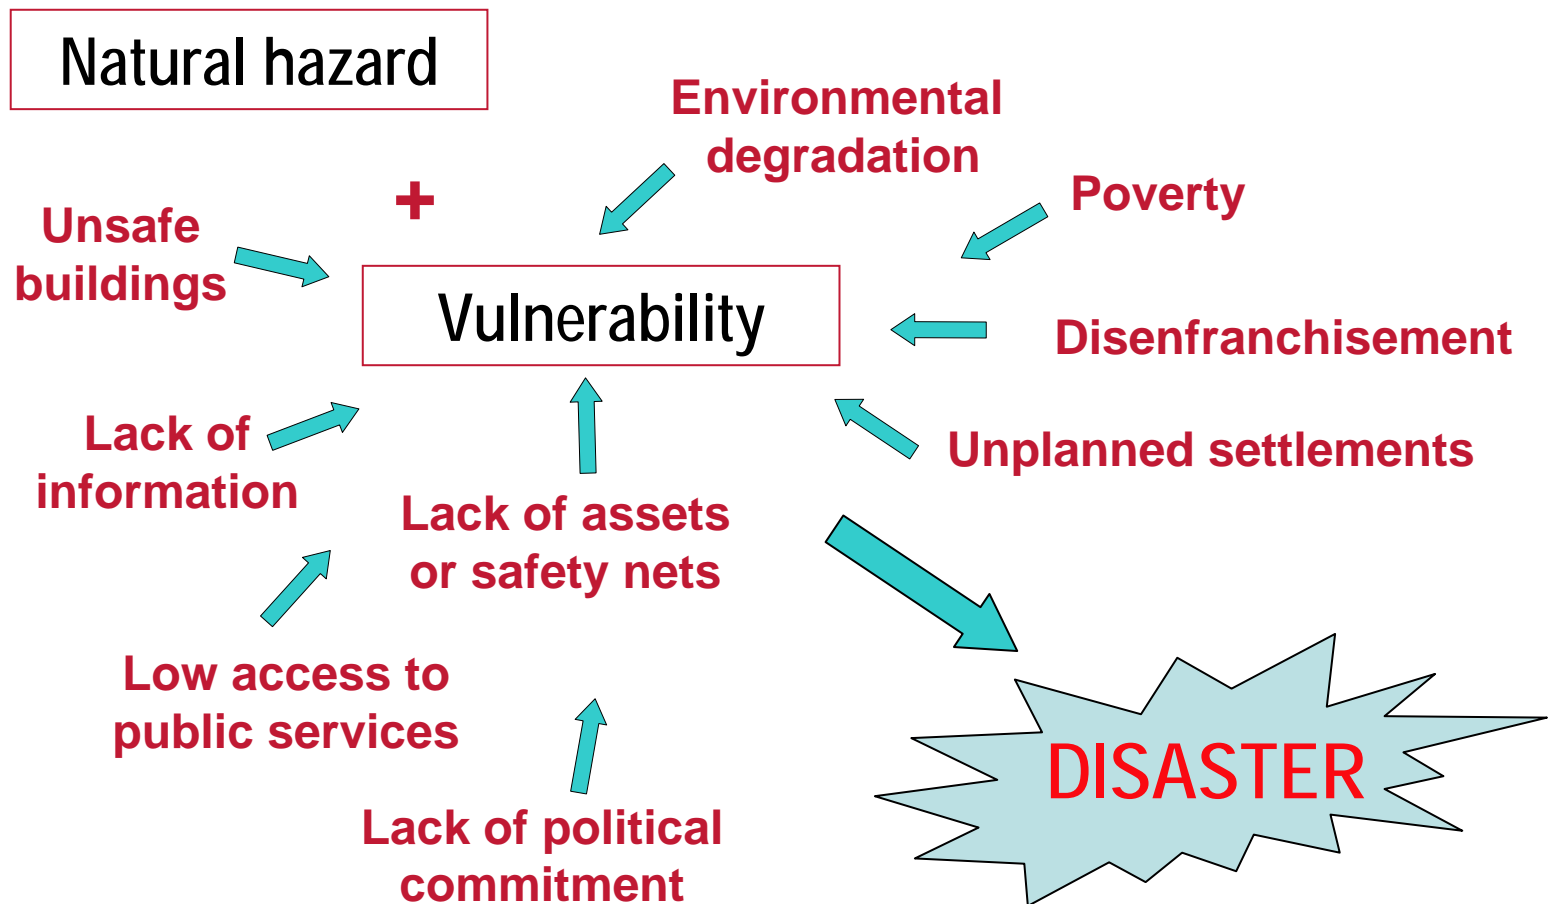 Natural hazard
Environmental
degradation
+
Poverty
Unsafe
buildings
Vulnerability
Disenfranchisement
Lack of
information
Unplanned settlements
Lack of assets
or safety nets
Low access to
public services
DISASTER
Lack of political
commitment